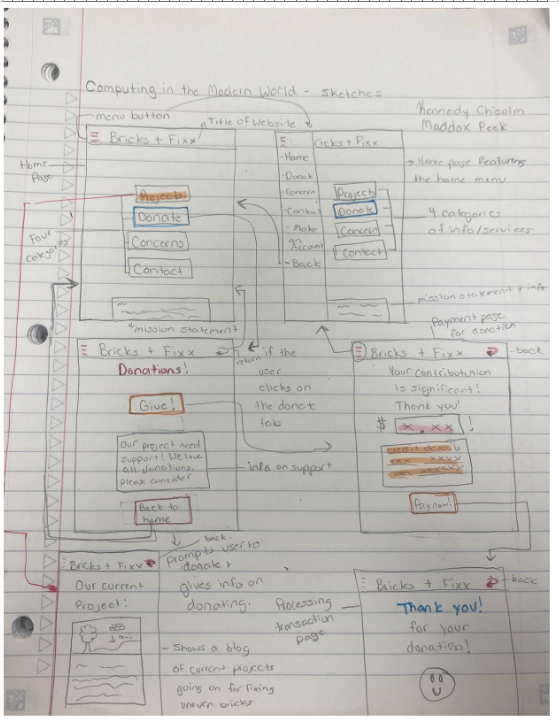 Computing in the Modern World - Sketches
Kennedy Chisolm
Maddox Peek
menu button
Title of Website
Home
Page
Bricks + Fixx
Projects
Donate
Concerns
Contact
Four
*mission statement
ricks + Fixx
-Home
-Donate
Concern
-Contact
-Make
Account
-Back
Projects
Donate
Concern
Contact
Home page featuring
the home menu
4 categories
of info/services
mission statement + info
Bricks + Fixx
Donations!
Give!
Our project need
support! We love
all donations,
please consider
Back to
home
return
if the
user
clicks on
the donate
tab
info on support
Payment page
for donation
Bricks + Fixx
-back
Your contribution
is significant!
Thank you!
$ x.xx!
Pay now!
Bricks + Fixx
back.
Our current
Project:
prompts user to
donate +
gives info on
donating.
- Shows a blog
of current projects
going on for fixing
uneven bricks
Processing
transaction
page
Bricks + Fixx
-back
Thank you!
for your
donation!